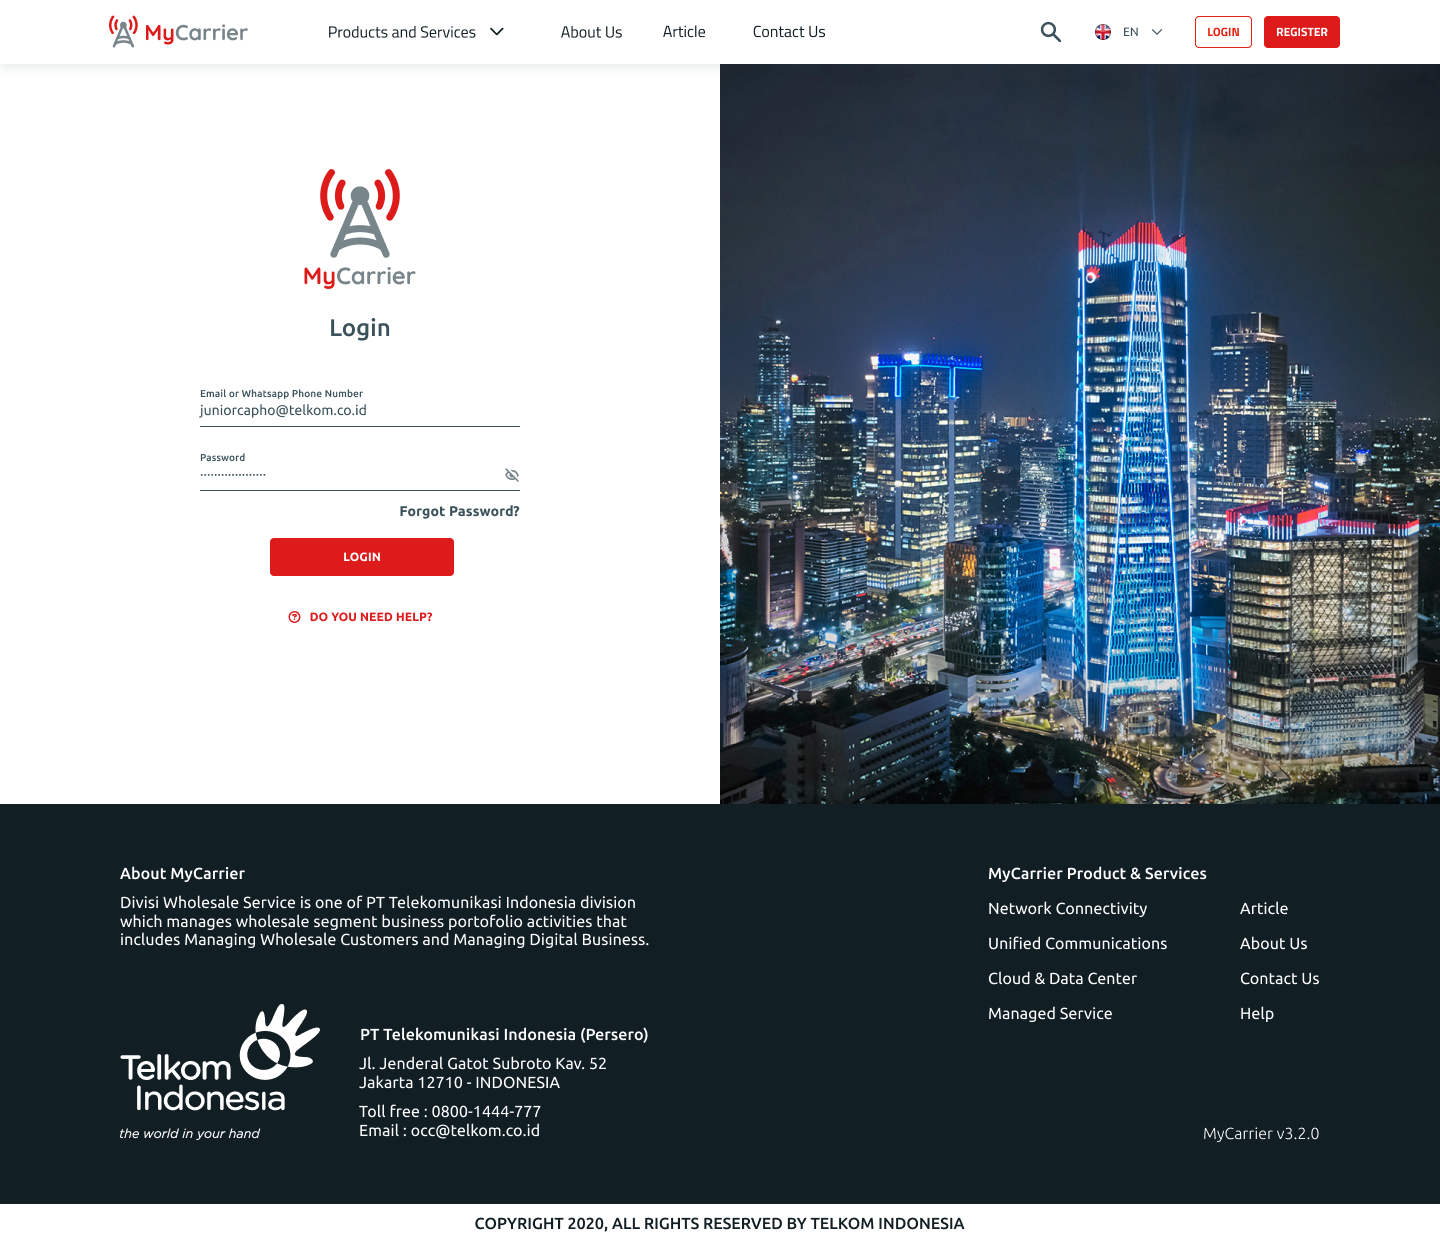 MyCarrier
Products and Services
About Us
Article
Contact Us
EN
LOGIN
REGISTER
MyCarrier
Login
Email or Whatsapp Phone Number
juniorcapho@telkom.co.id
Password
Forgot Password?
LOGIN
DO YOU NEED HELP?
About MyCarrier
Divisi Wholesale Service is one of PT Telekomunikasi Indonesia division
which manages wholesale segment business portofolio activities that
includes Managing Wholesale Customers and Managing Digital Business.
Telkom
Indonesia
the world in your hand
PT Telekomunikasi Indonesia (Persero)
Jl. Jenderal Gatot Subroto Kav. 52
Jakarta 12710 - INDONESIA
Toll free : 0800-1444-777
Email : occ@telkom.co.id
MyCarrier Product & Services
Network Connectivity
Article
Unified Communications
About Us
Cloud & Data Center
Contact Us
Managed Service
Help
MyCarrier v3.2.0
COPYRIGHT 2020, ALL RIGHTS RESERVED BY TELKOM INDONESIA